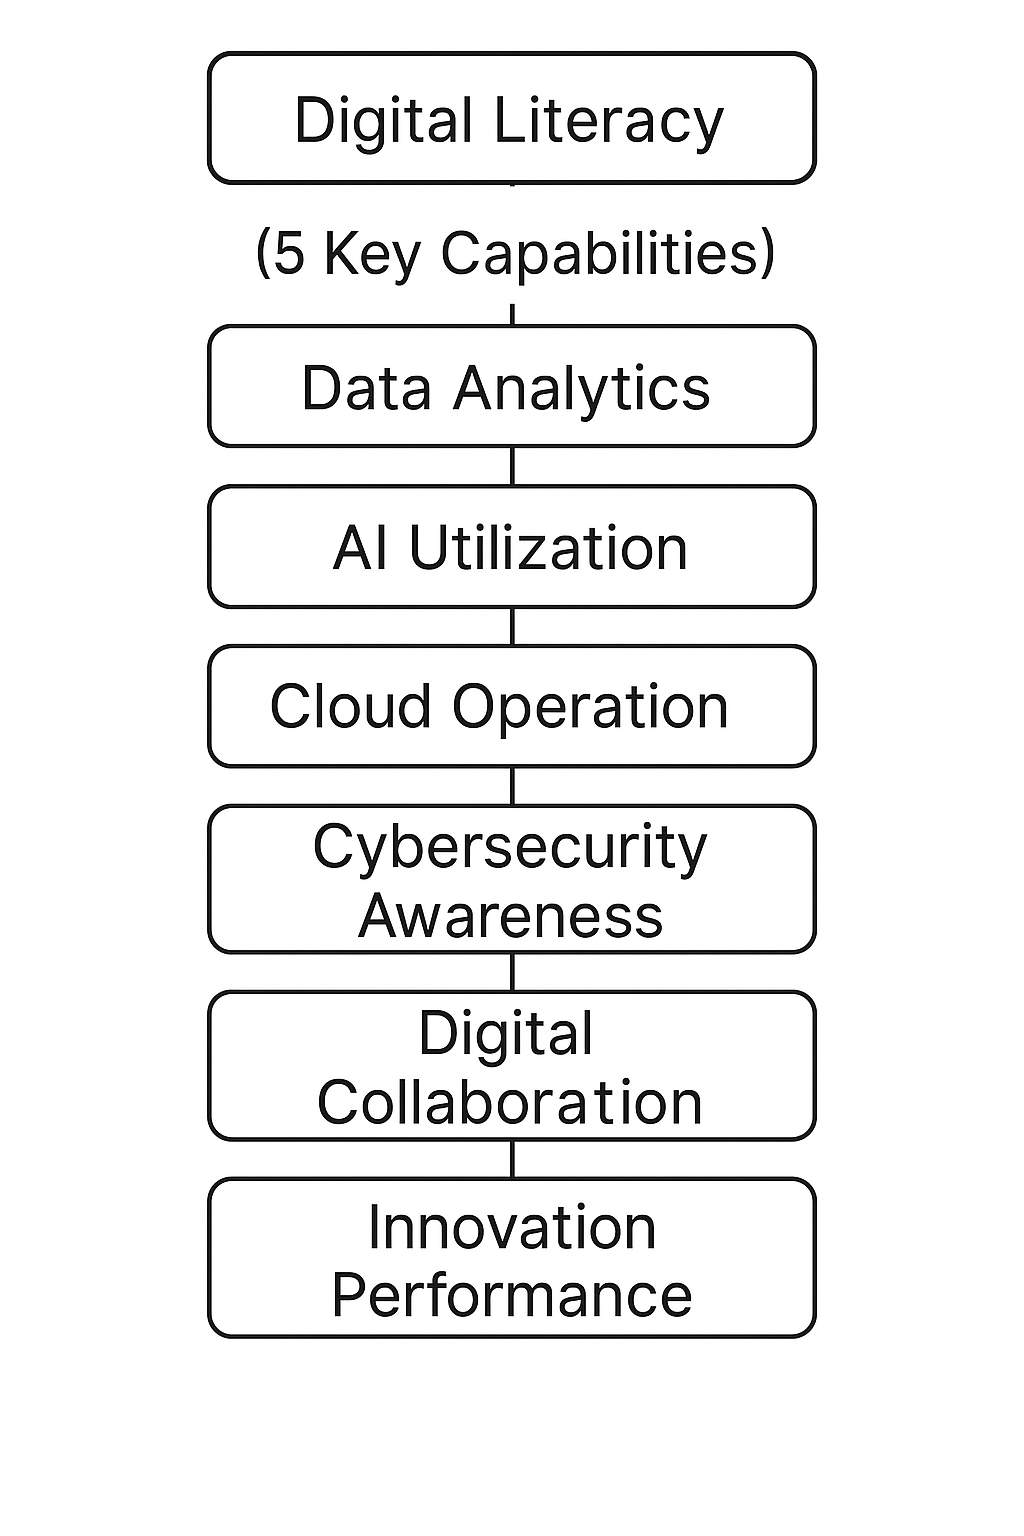 Digital Literacy
(5 Key Capabilities)
Data Analytics
AI Utilization
Cloud Operation
Cybersecurity
Awareness
Digital
Collaboration
Innovation
Performance